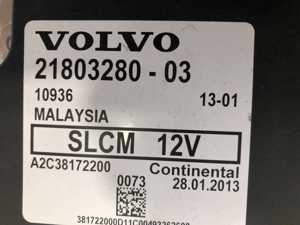 VOLVO
21803280 - 03
10936 13-01
MALAYSIA
SLCM 12V
A2C38172200 Continental
0073 28.01.2013